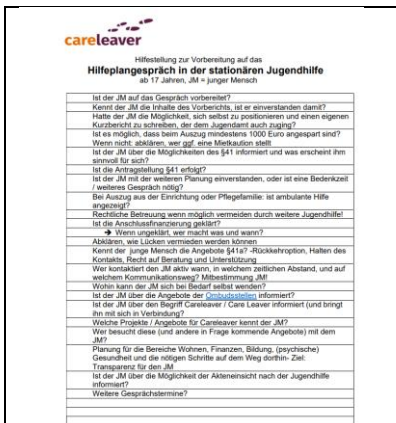 careleaver
Hilfestellung zur Vorbereitung auf das
Hilfeplangespräch in der stationären Jugendhilfe
ab 17 Jahren, JM = junger Mensch
Ist der JM auf das Gespräch vorbereitet?
Kennt der JM die Inhalte des Vorberichts, ist er einverstanden damit?
Hatte der JM die Möglichkeit, sich selbst zu positionieren und einen eigenen
Kurzbericht zu schreiben, der dem Jugendamt auch zuging?
Ist es möglich, dass beim Auszug mindestens 1000 Euro angespart sind?
Wenn nicht: abklären, wer ggf. eine Mietkaution stellt
Ist der JM über die Möglichkeiten des §41 informiert und was erscheint ihm
sinnvoll für sich?
Ist die Antragstellung §41 erfolgt?
Ist der JM mit der weiteren Planung einverstanden, oder ist eine Bedenkzeit
/ weiteres Gespräch nötig?
Bei Auszug aus der Einrichtung oder Pflegefamilie: ist ambulante Hilfe
angezeigt?
Rechtliche Betreuung wenn möglich vermeiden durch weitere Jugendhilfe!
Ist die Anschlussfinanzierung geklärt?
➔ Wenn ungeklärt, wer macht was und wann?
Abklären, wie Lücken vermieden werden können
Kennt der junge Mensch die Angebote §41a? -Rückkehroption, Halten des
Kontakts, Recht auf Beratung und Unterstützung
Wer kontaktiert den JM aktiv wann, in welchem zeitlichen Abstand, und auf
welchem Kommunikationsweg? Mitbestimmung JM!
Wohin kann der JM sich bei Bedarf selbst wenden?
Ist der JM über die Angebote der Ombudsstellen informiert?
Ist der JM über den Begriff Careleaver / Care Leaver informiert (und bringt
ihn mit sich in Verbindung?
Welche Projekte / Angebote für Careleaver kennt der JM?
Wer besucht diese (und andere in Frage kommende Angebote) mit dem
JM?
Planung für die Bereiche Wohnen, Finanzen, Bildung, (psychische)
Gesundheit und die nötigen Schritte auf dem Weg dorthin- Ziel:
Transparenz für den JM
Ist der JM über die Möglichkeit der Akteneinsicht nach der Jugendhilfe
informiert?
Weitere Gesprächstermine?